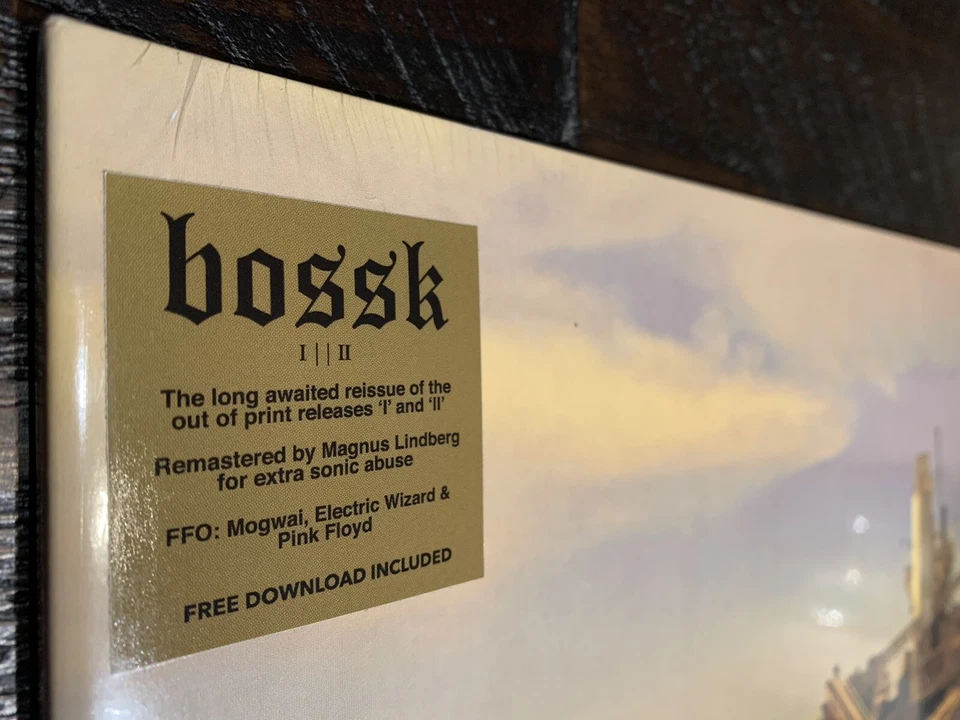 bossk
I || II
The long awaited reissue of the
out of print releases ‘I’ and ‘II’
Remastered by Magnus Lindberg
for extra sonic abuse
FFO: Mogwai, Electric Wizard &
Pink Floyd
FREE DOWNLOAD INCLUDED